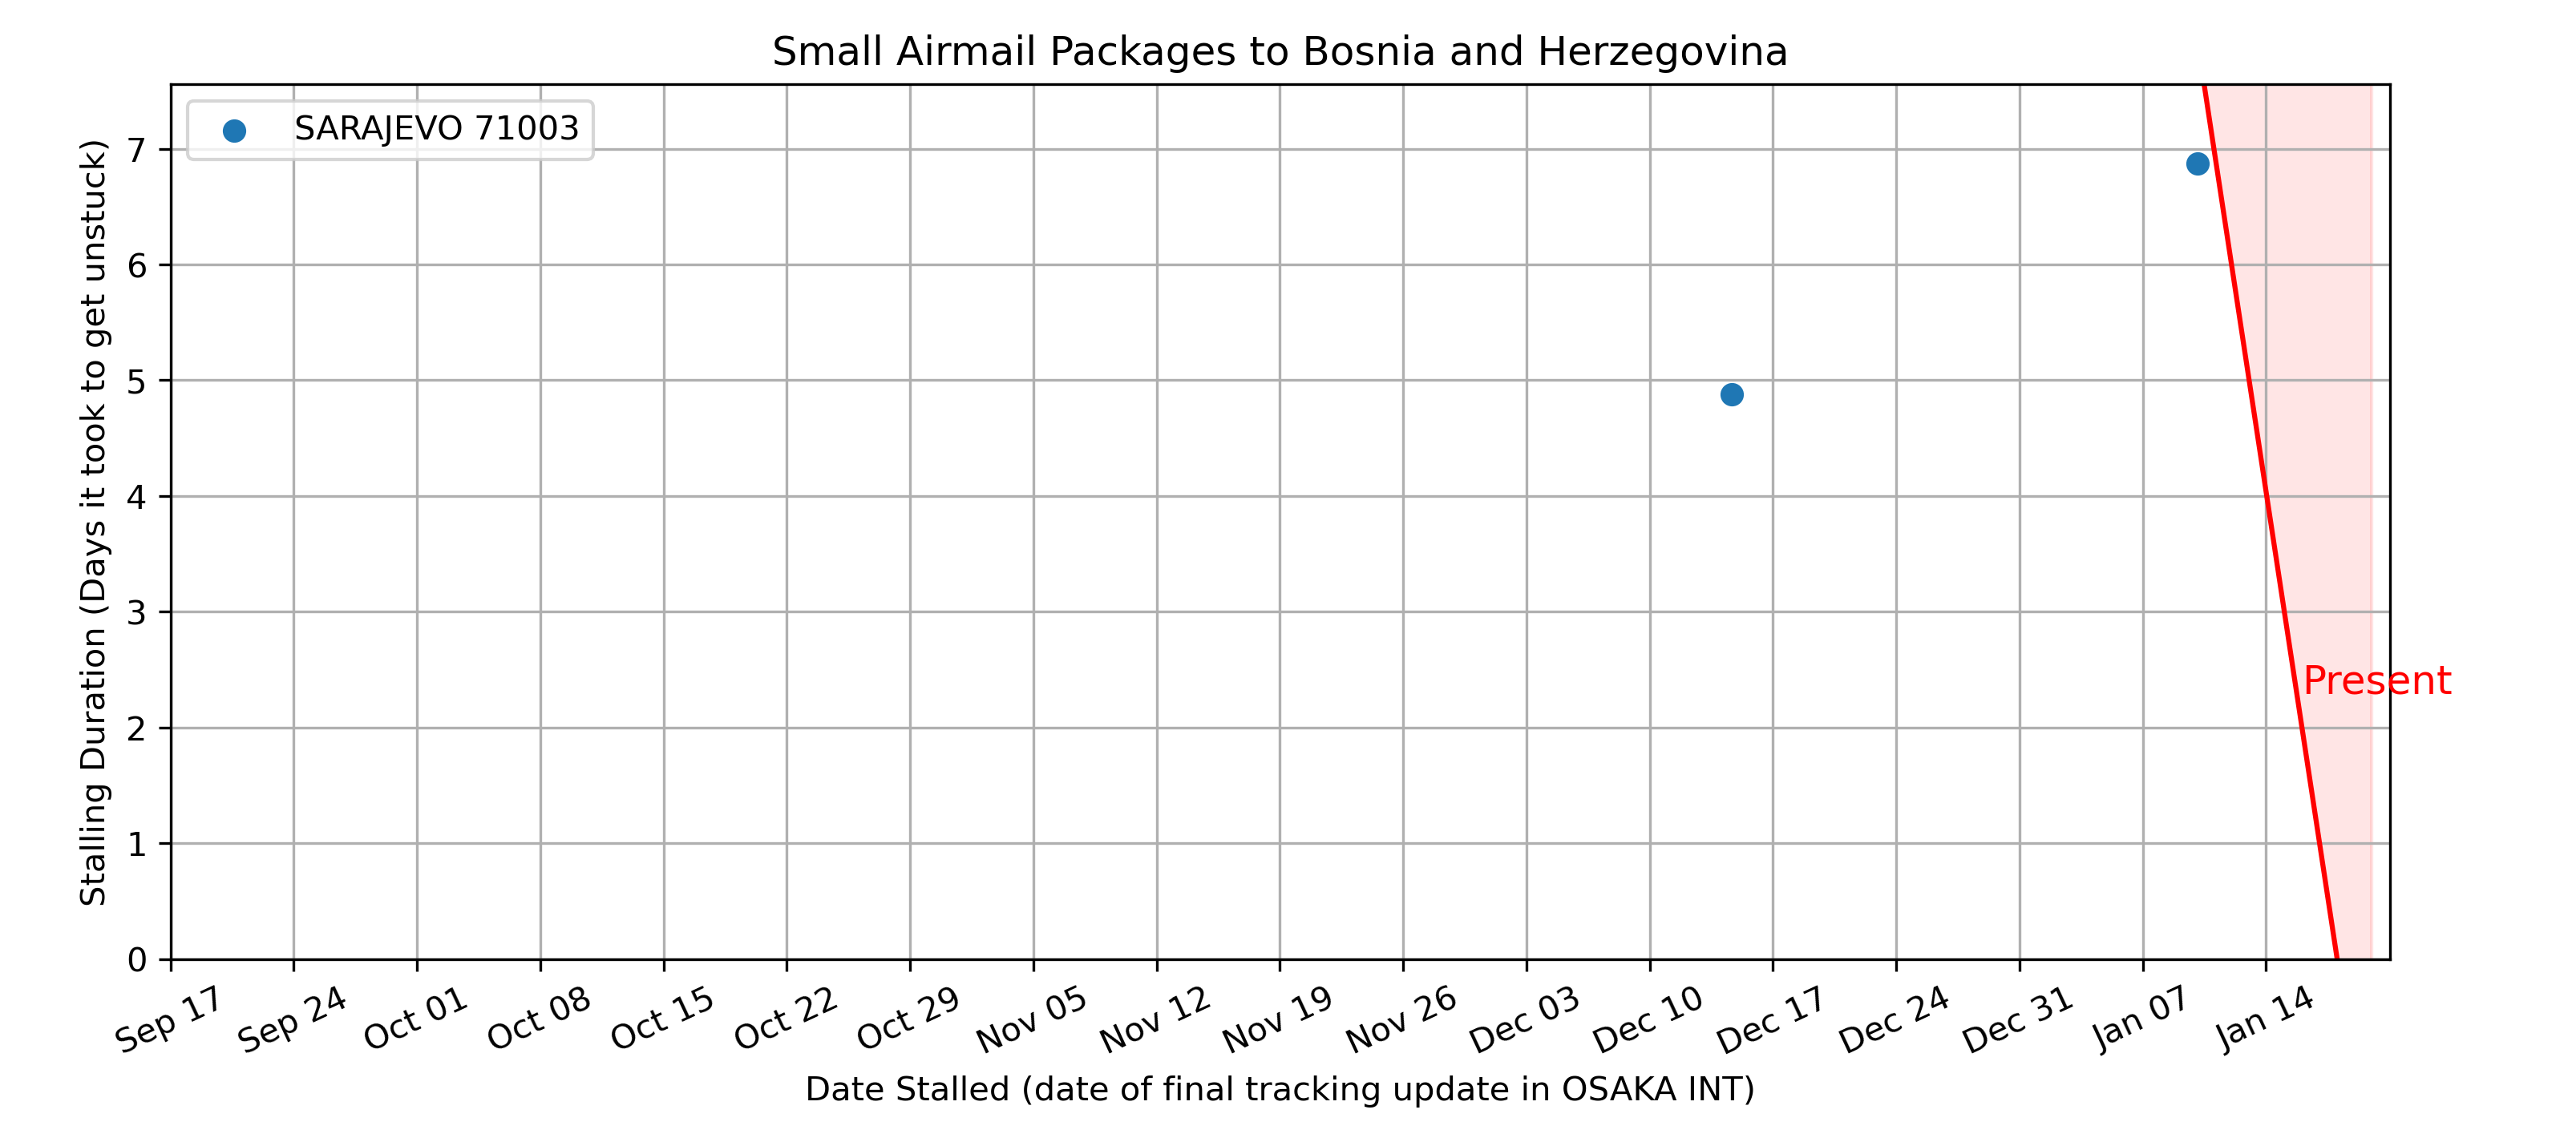 Small Airmail Packages to Bosnia and Herzegovina
SARAJEVO 71003
Stalling Duration (Days it took to get unstuck)
7
6
5
4
3
2
1
0
Present
Sep 17 Sep 24 Oct 01 Oct 08 Oct 15 Oct 22 Oct 29 Nov 05 Nov 12 Nov 19 Nov 26 Dec 03 Dec 10 Dec 17 Dec 24 Dec 31 Jan 07 Jan 14
Date Stalled (date of final tracking update in OSAKA INT)